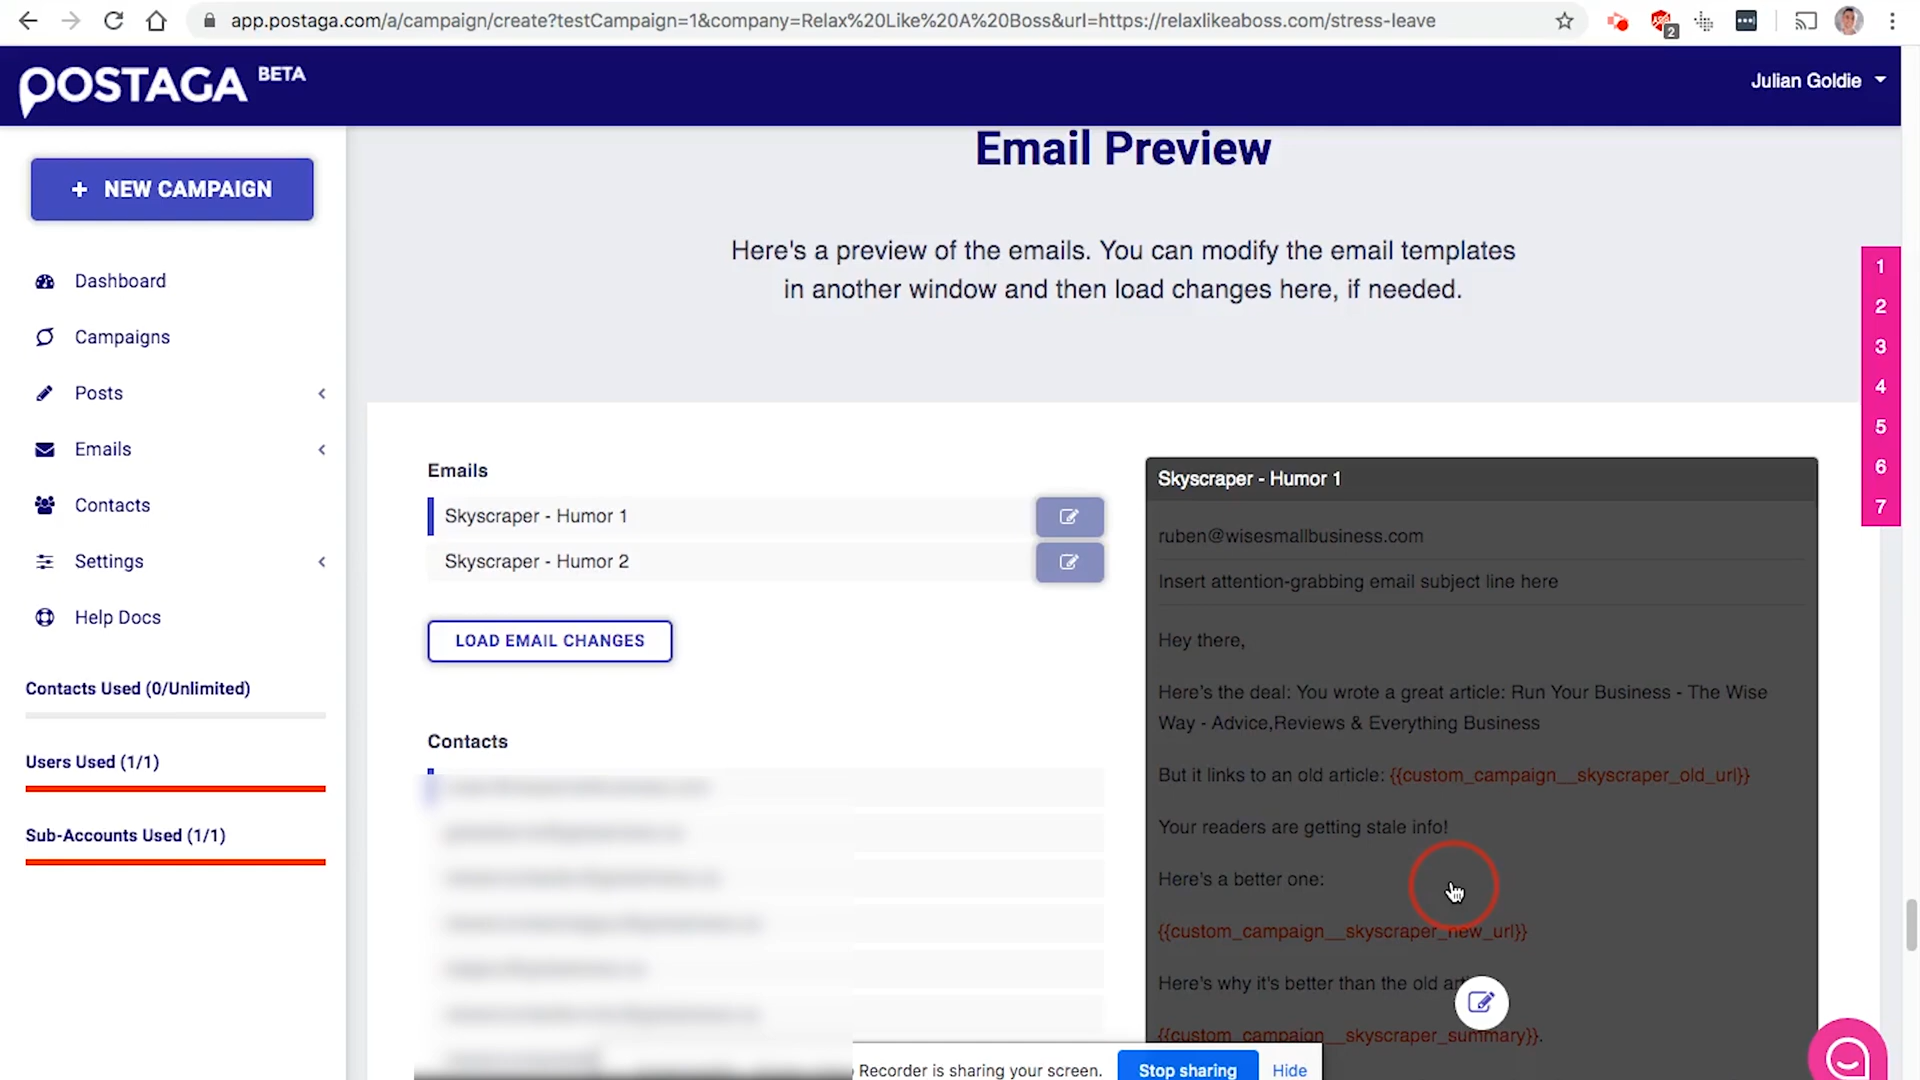 app.postaga.com/a/campaign/create?testCampaign=1&company=Relax%20Like%20A%20Boss&url=https://relaxlikeaboss.com/stress-leave
2
POSTAGA BETA
Julian Goldie
+ NEW CAMPAIGN
Dashboard
Campaigns
Posts
Emails
Contacts
Settings
Help Docs
Contacts Used (0/Unlimited)
Users Used (1/1)
Sub-Accounts Used (1/1)
Email Preview
Here's a preview of the emails. You can modify the email templates
in another window and then load changes here, if needed.
1
2
3
4
5
6
7
Emails
Skyscraper - Humor 1
Skyscraper - Humor 2
LOAD EMAIL CHANGES
Contacts
Skyscraper - Humor 1
ruben@wisesmallbusiness.com
Insert attention-grabbing email subject line here
Hey there,
Here's the deal: You wrote a great article: Run Your Business - The Wise
Way - Advice,Reviews & Everything Business
But it links to an old article: {{custom_campaign__skyscraper_old_url}}
Your readers are getting stale info!
Here's a better one:
{{custom_campaign__skyscraper_new_url}}
Here's why it's better than the old
{{custom_campaign__skyscraper_summary}}.
Recorder is sharing your screen.
Stop sharing
Hide